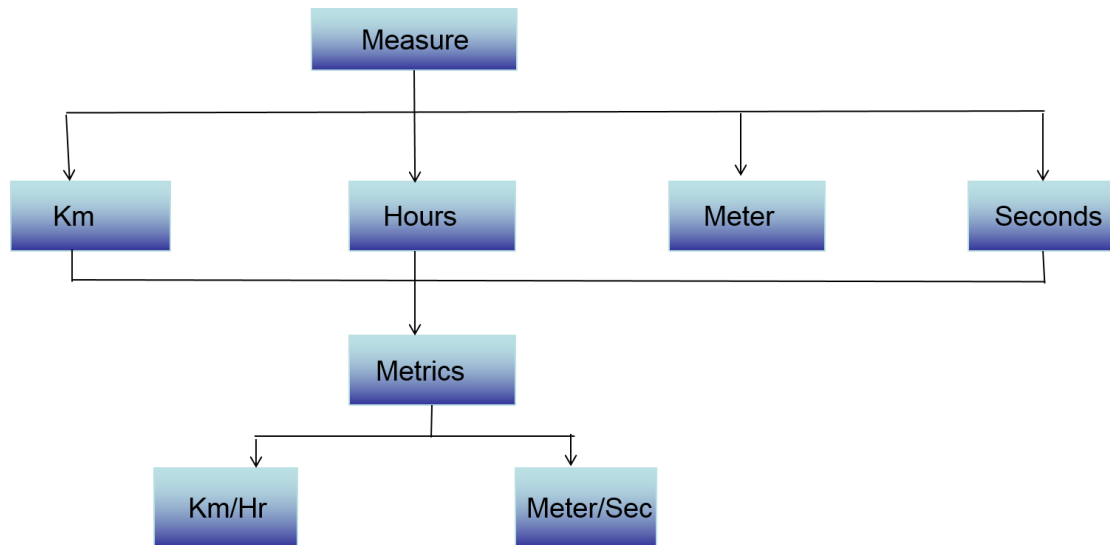 Measure
Km
Hours
Meter
Seconds
Metrics
Km/Hr
Meter/Sec